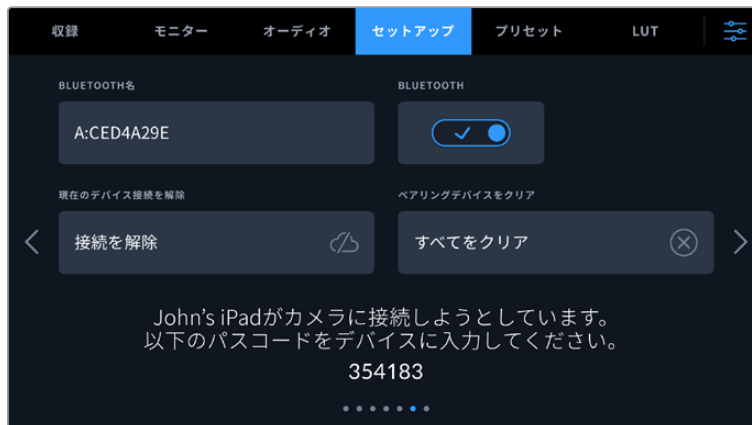 収録 モニター オーディオ セットアップ プリセット LUT
BLUETOOTH名 BLUETOOTH
A:CED4A29E
現在のデバイス接続を解除 ペアリングデバイスをクリア
接続を解除 すべてをクリア
John's iPadがカメラに接続しようとしています。
以下のパスコードをデバイスに入力してください。
354183